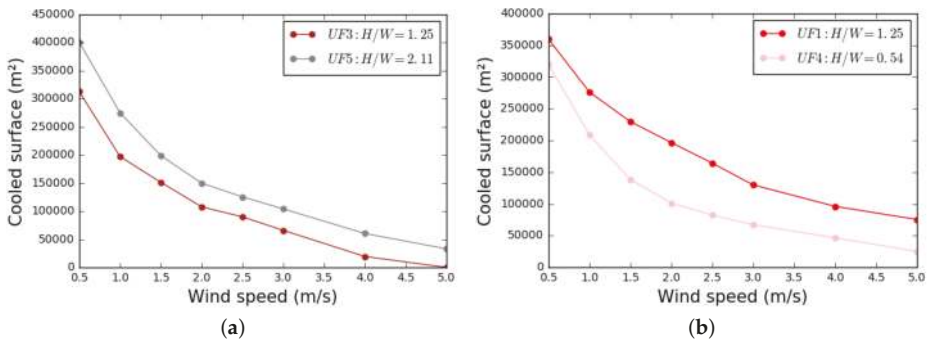 450000
400000
350000
300000
250000
200000
150000
100000
50000
0
Cooled surface (m²)
UF3: H/W=1.25
UF5: H/W=2.11
0.5 1.0 1.5 2.0 2.5 3.0 3.5 4.0 4.5 5.0
Wind speed (m/s)
(a)
400000
350000
300000
250000
200000
150000
100000
50000
0
Cooled surface (m²)
UF1: H/W=1.25
UF4: H/W=0.54
0.5 1.0 1.5 2.0 2.5 3.0 3.5 4.0 4.5 5.0
Wind speed (m/s)
(b)